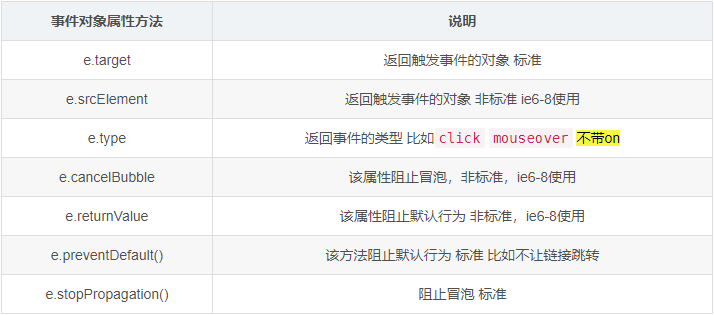 事件对象属性方法 说明
e.target 返回触发事件的对象 标准
e.srcElement 返回触发事件的对象 非标准 ie6-8使用
e.type 返回事件的类型 比如 click mouseover 不带on
e.cancelBubble 该属性阻止冒泡，非标准，ie6-8使用
e.returnValue 该属性阻止默认行为 非标准，ie6-8使用
e.preventDefault() 该方法阻止默认行为 标准 比如不让链接跳转
e.stopPropagation() 阻止冒泡 标准